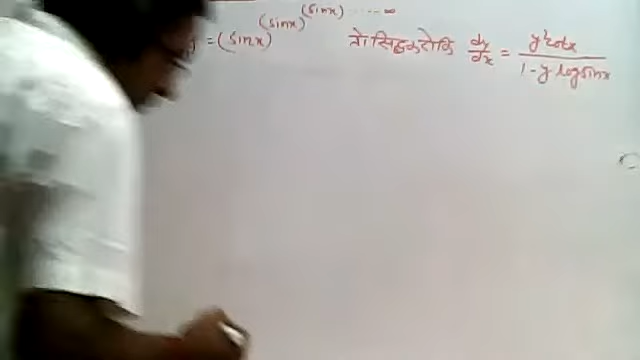 y = (sinx)^(sinx)^(sinx)......∞ तो सिद्ध करो कि dy/dx = y²cotx / 1 - y logsinx